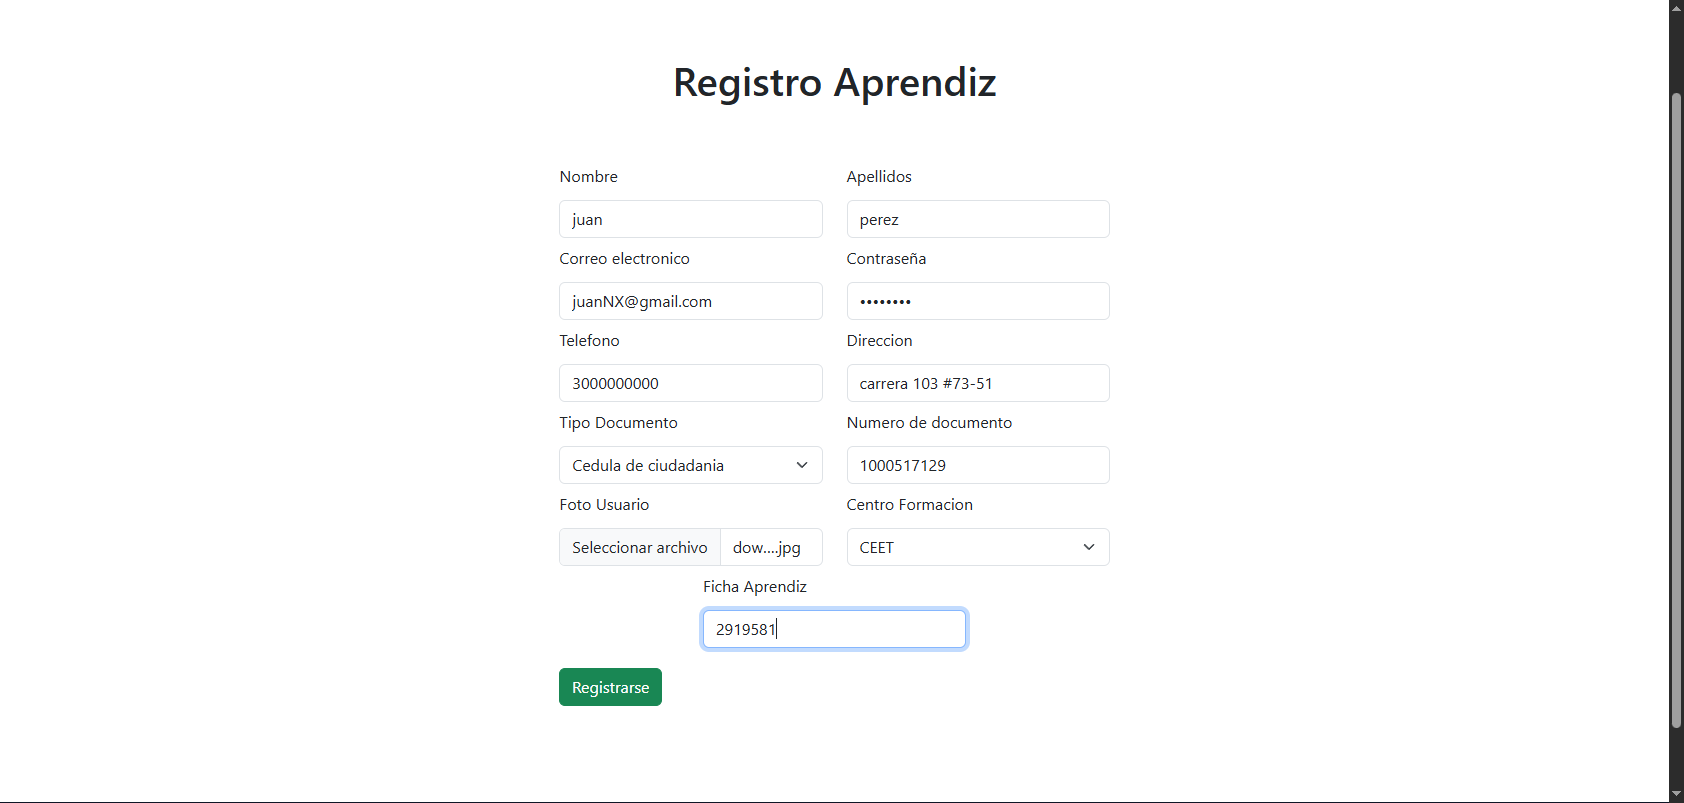 Registro Aprendiz
Nombre Apellidos
juan perez
Correo electronico Contraseña
juanNX@gmail.com ••••••••
Telefono Direccion
3000000000 carrera 103 #73-51
Tipo Documento Numero de documento
Cedula de ciudadania 1000517129
Foto Usuario Centro Formacion
Seleccionar archivo dow....jpg CEET
Ficha Aprendiz
2919581
Registrarse